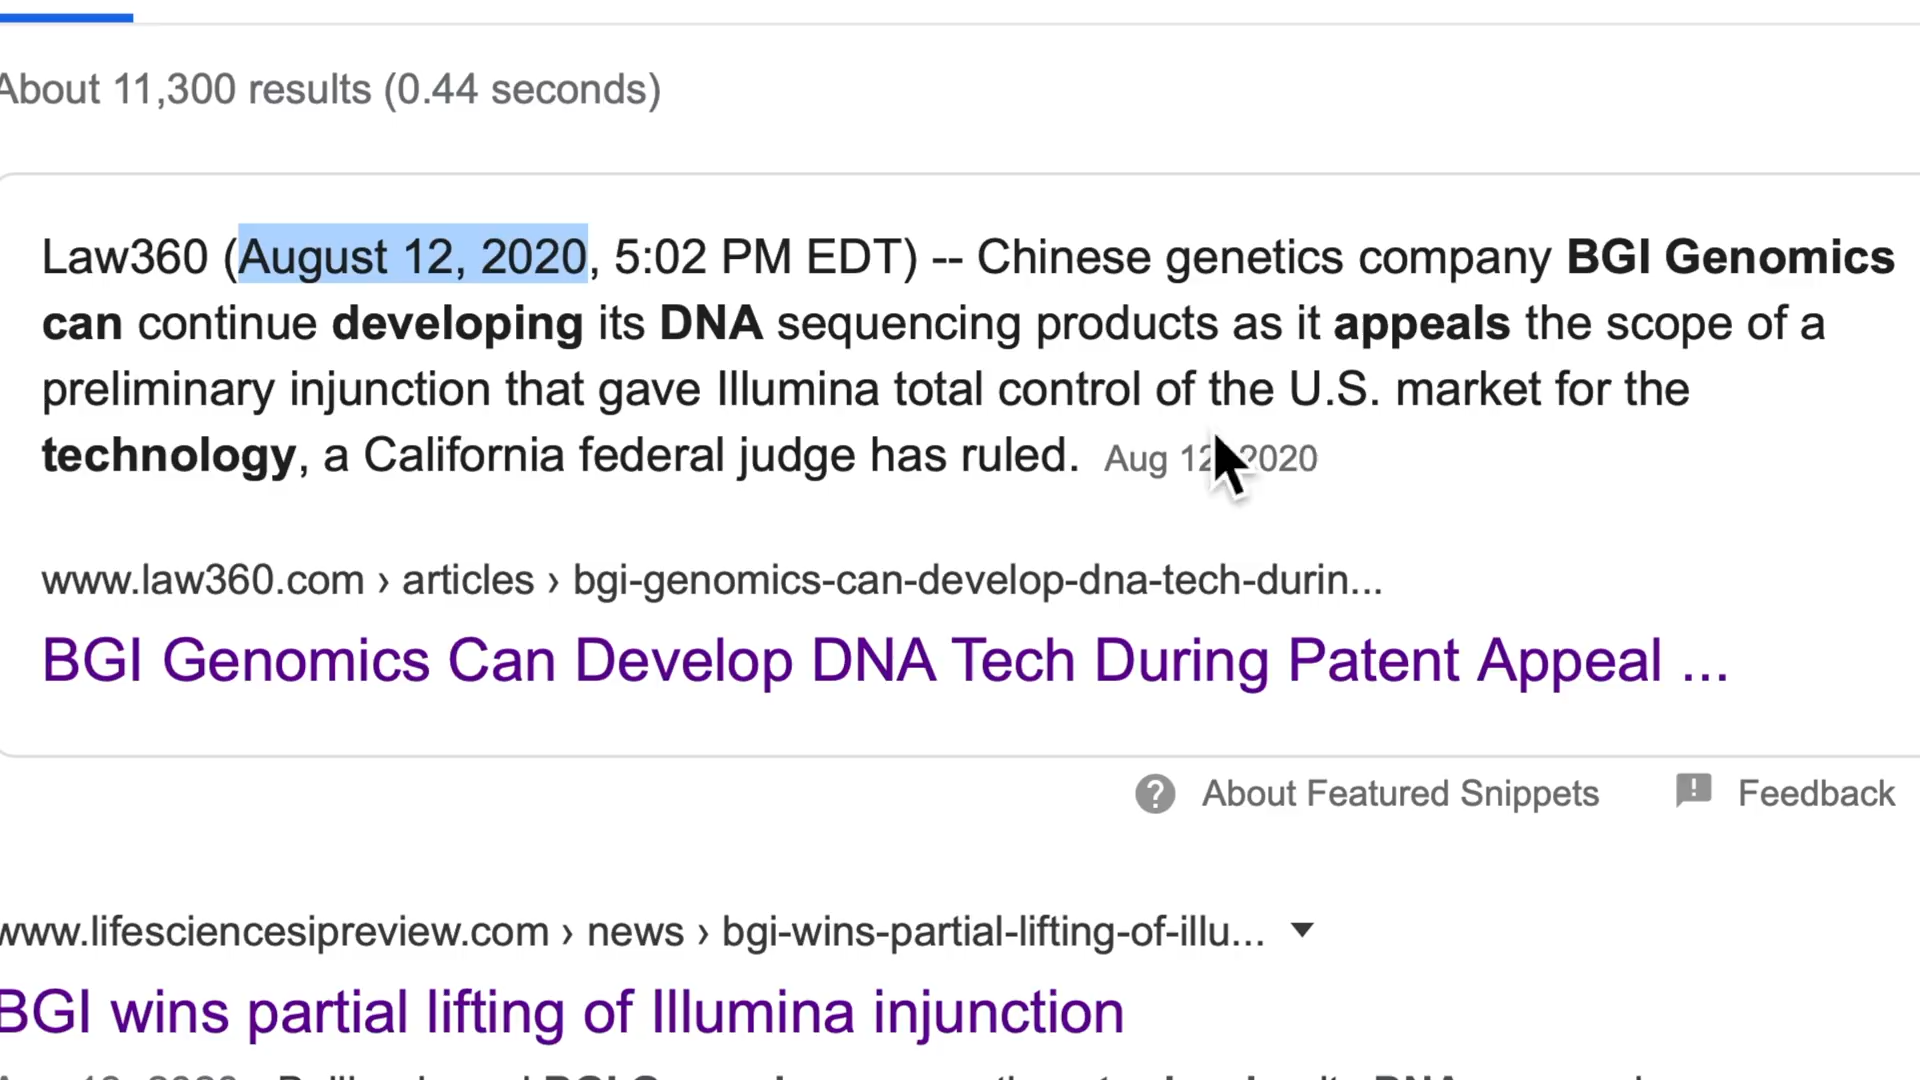 About 11,300 results (0.44 seconds)
Law360 (August 12, 2020, 5:02 PM EDT) -- Chinese genetics company BGI Genomics
can continue developing its DNA sequencing products as it appeals the scope of a
preliminary injunction that gave Illumina total control of the U.S. market for the
technology, a California federal judge has ruled. Aug 12, 2020
www.law360.com › articles › bgi-genomics-can-develop-dna-tech-durin...
BGI Genomics Can Develop DNA Tech During Patent Appeal ...
About Featured Snippets
Feedback
www.lifesciencesipreview.com › news › bgi-wins-partial-lifting-of-illu...
BGI wins partial lifting of Illumina injunction